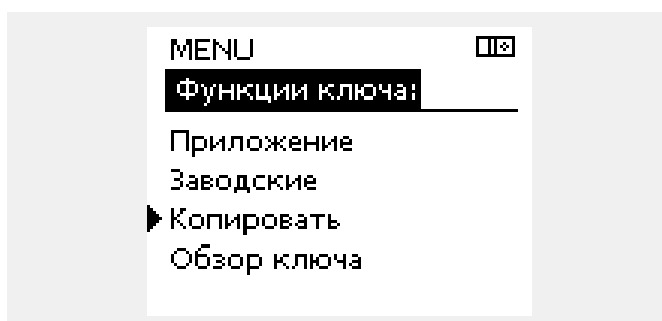 MENU
Функции ключа:
Приложение
Заводские
Копировать
Обзор ключа